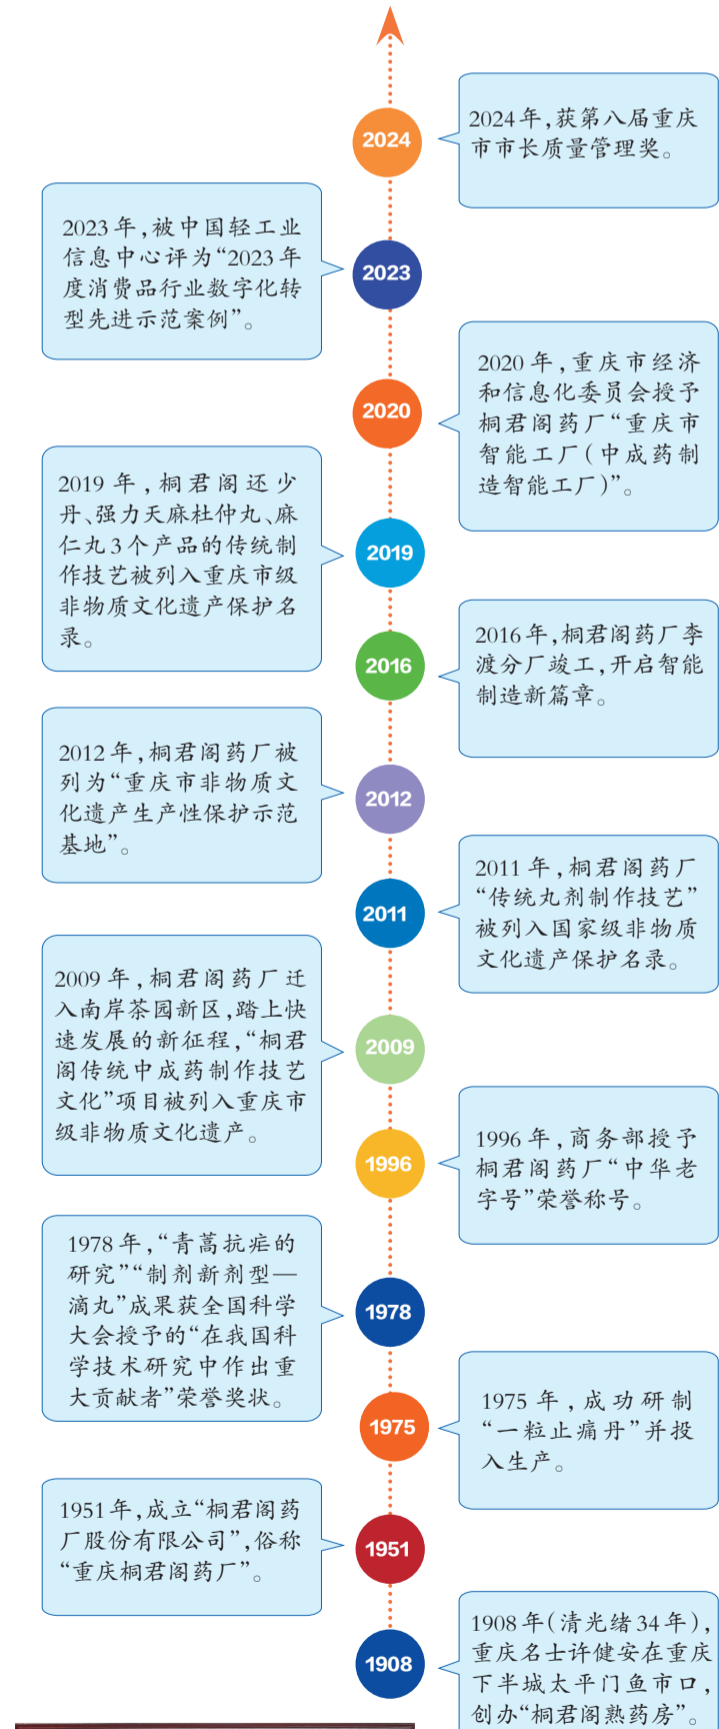 2024
2024年,获第八届重庆
市市长质量管理奖。
2023年,被中国轻工业
信息中心评为“2023年
度消费品行业数字化转
型先进示范案例”。
2023
2020年,重庆市经济
和信息化委员会授予
桐君阁药厂“重庆市
智能工厂(中成药制
造智能工厂)”。
2020
2019年,桐君阁还少
丹、强力天麻杜仲丸、麻
仁丸3个产品的传统制
作技艺被列入重庆市级
非物质文化遗产保护名
录。
2019
2016年,桐君阁药厂李
渡分厂竣工,开启智能
制造新篇章。
2016
2012年,桐君阁药厂被
列为“重庆市非物质文
化遗产生产性保护示范
基地”。
2012
2011年,桐君阁药厂
“传统丸剂制作技艺”
被列入国家级非物质
文化遗产保护名录。
2011
2009年,桐君阁药厂迁
入南岸茶园新区,踏上快
速发展的新征程,“桐君
阁传统中成药制作技艺
文化”项目被列入重庆市
级非物质文化遗产。
2009
1996年,商务部授予
桐君阁药厂“中华老
字号”荣誉称号。
1996
1978年,“青蒿抗疟的
研究”“制剂新剂型—
滴丸”成果获全国科学
大会授予的“在我国科
学技术研究中作出重
大贡献者”荣誉奖状。
1978
1975年,成功研制
“一粒止痛丹”并投
入生产。
1975
1951年,成立“桐君阁药
厂股份有限公司”,俗称
“重庆桐君阁药厂”。
1951
1908年(清光绪34年),
重庆名士许健安在重庆
下半城太平门鱼市口,
创办“桐君阁熟药房”。
1908